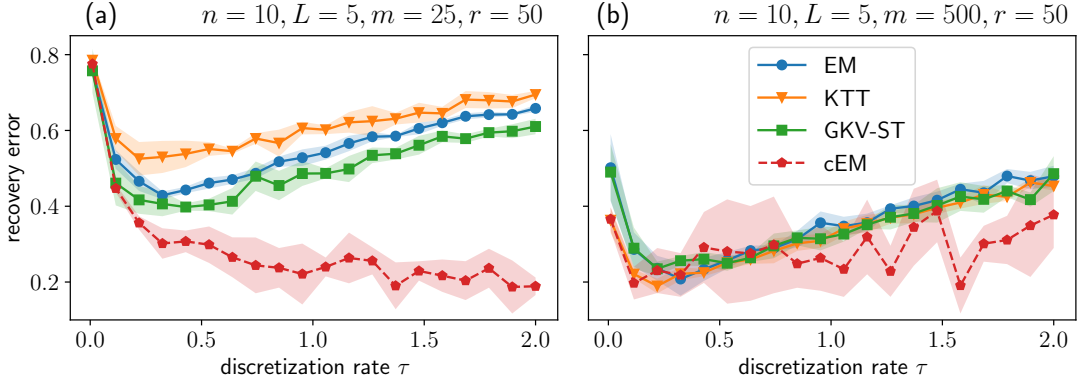 (a)
n = 10, L = 5, m = 25, r = 50
(b)
n = 10, L = 5, m = 500, r = 50
recovery error
0.8
0.6
0.4
0.2
EM
KTT
GKV-ST
cEM
0.0
0.5
1.0
1.5
2.0
0.0
0.5
1.0
1.5
2.0
discretization rate τ
discretization rate τ